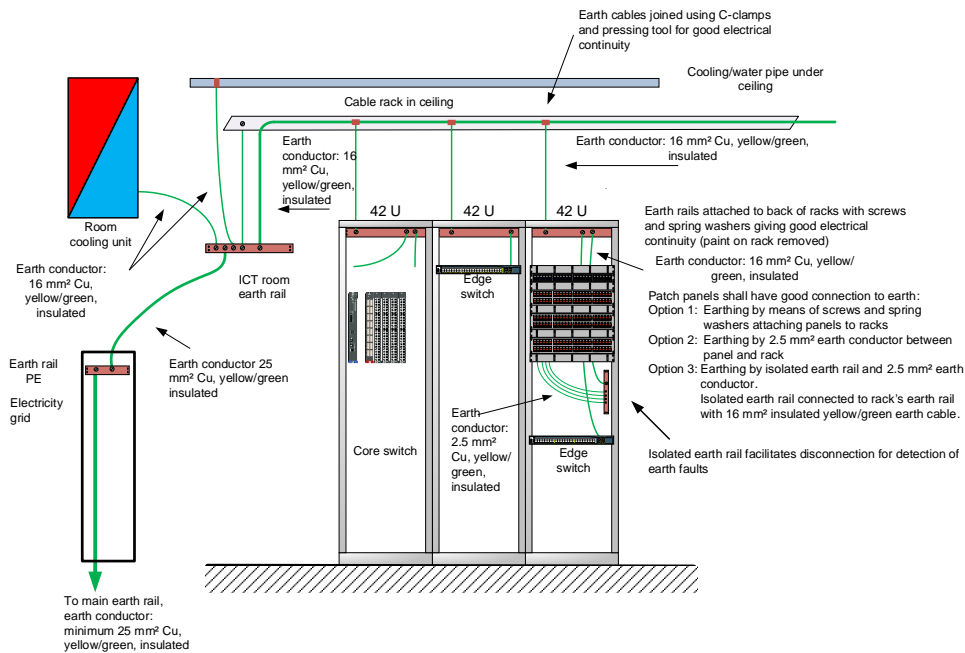 Earth cables joined using C-clamps
and pressing tool for good electrical
continuity
Cooling/water pipe under
ceiling
Cable rack in ceiling
Earth
conductor: 16
mm² Cu,
yellow/green,
insulated
Earth conductor: 16 mm² Cu, yellow/green,
insulated
Room
cooling unit
42 U
42 U
42 U
Earth rails attached to back of racks with screws
and spring washers giving good electrical
continuity (paint on rack removed)
Earth conductor: 16 mm² Cu, yellow/
green, insulated
Earth conductor:
16 mm² Cu,
yellow/green,
insulated
ICT room
earth rail
Edge
switch
Patch panels shall have good connection to earth:
Option 1: Earthing by means of screws and spring
washers attaching panels to racks
Option 2: Earthing by 2.5 mm² earth conductor between
panel and rack
Option 3: Earthing by isolated earth rail and 2.5 mm² earth
conductor.
Isolated earth rail connected to rack's earth rail
with 16 mm² insulated yellow/green earth cable.
Earth rail
PE
Electricity
grid
Earth conductor 25
mm² Cu, yellow/green
insulated
Earth
conductor:
2.5 mm²
Cu, yellow/
green,
insulated
Core switch
Edge
switch
Isolated earth rail facilitates disconnection for detection of
earth faults
To main earth rail,
earth conductor:
minimum 25 mm² Cu,
yellow/green, insulated